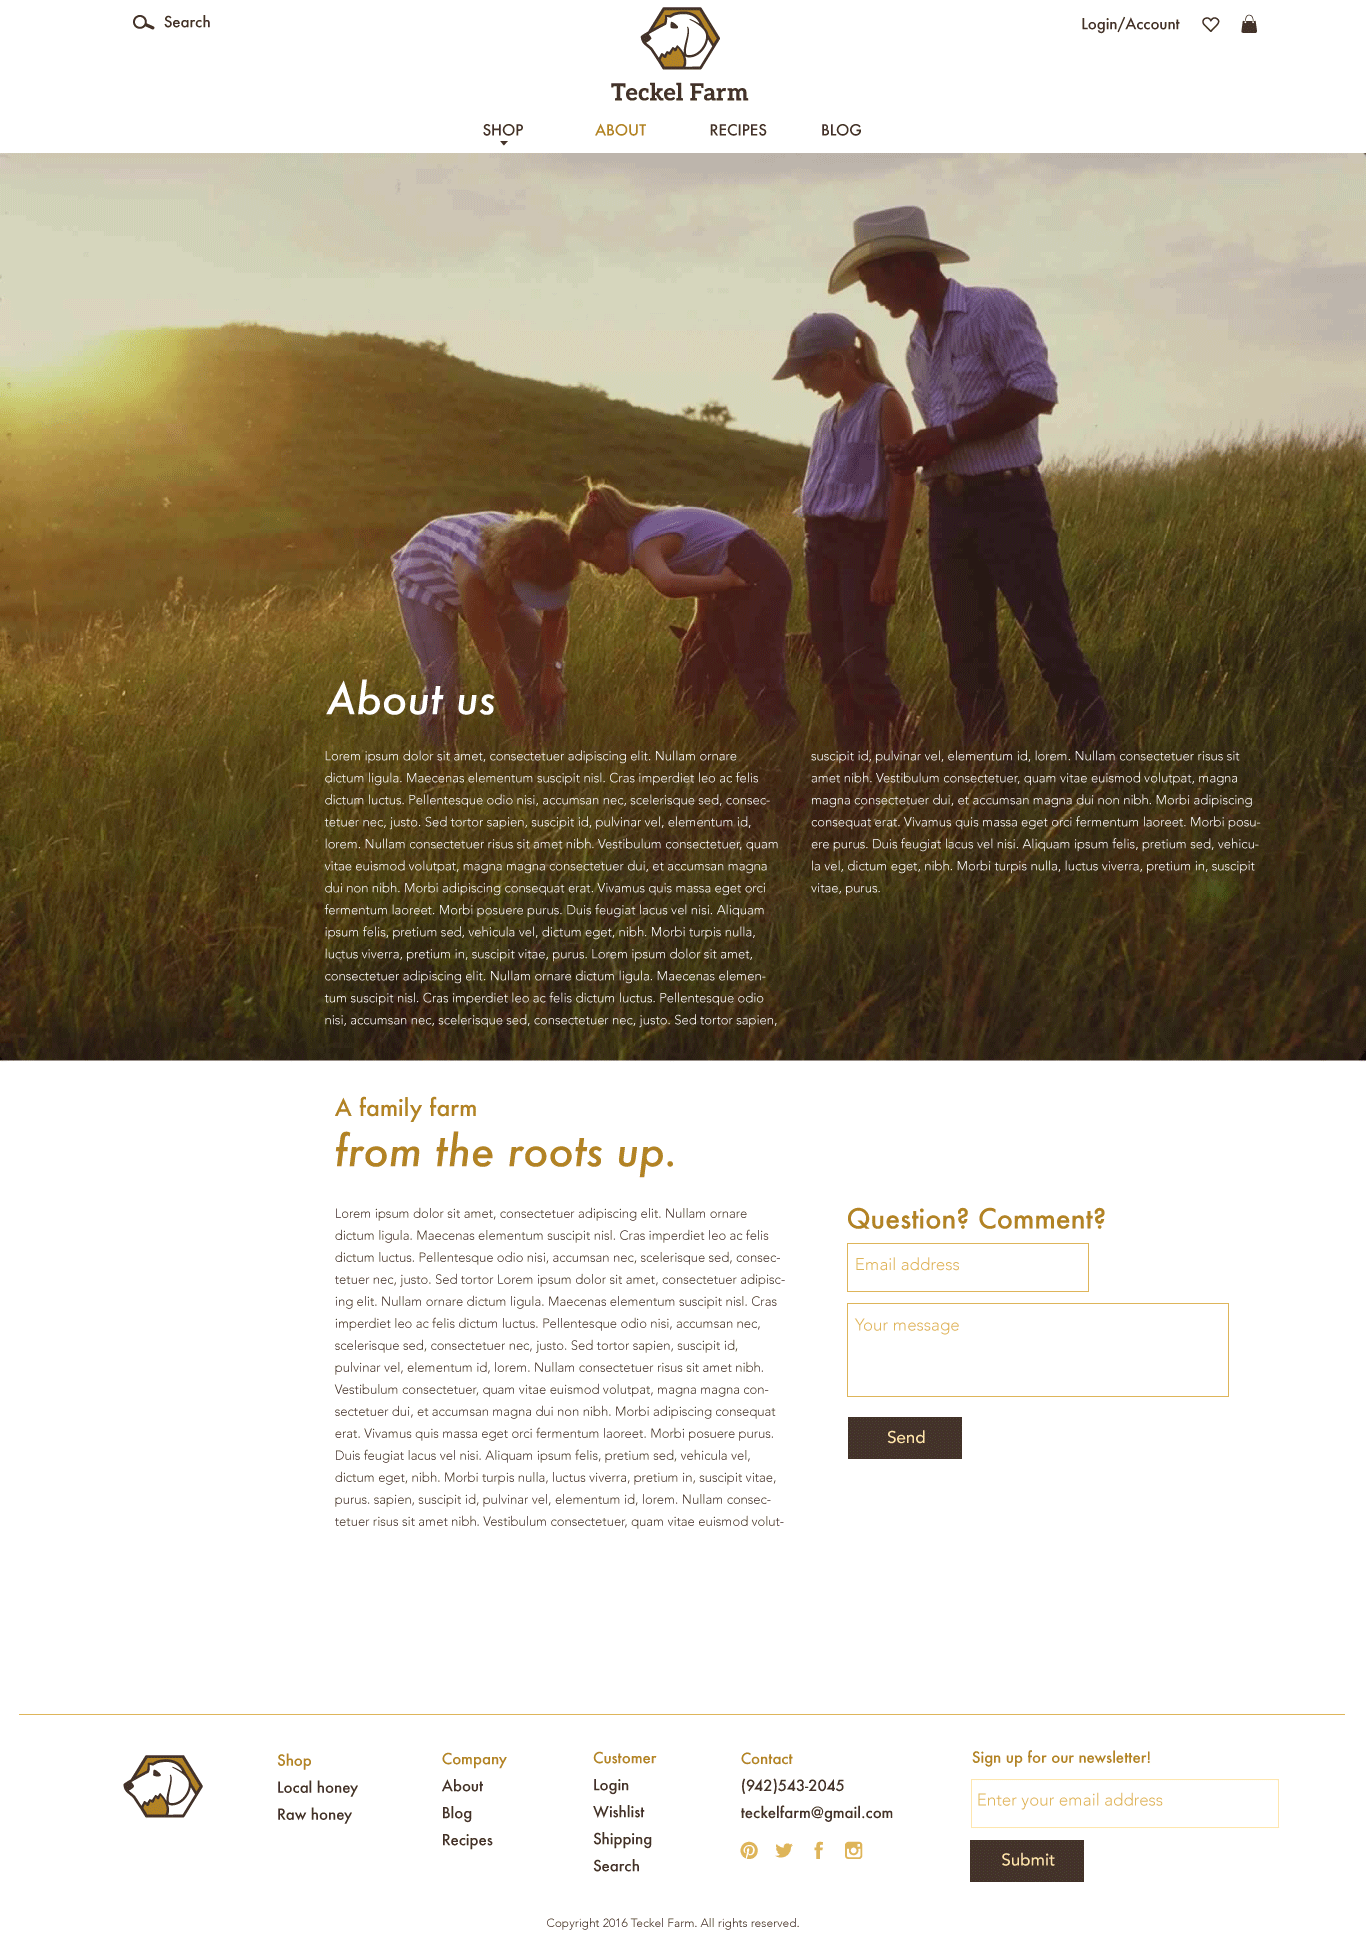 Search
Login/Account
Teckel Farm
SHOP
ABOUT
RECIPES
BLOG
About us
Lorem ipsum dolor sit amet, consectetuer adipiscing elit. Nullam ornare
dictum ligula. Maecenas elementum suscipit nisl. Cras imperdiet leo ac felis
dictum luctus. Pellentesque odio nisi, accumsan nec, scelerisque sed, consec-
tetuer nec, justo. Sed tortor sapien, suscipit id, pulvinar vel, elementum id,
lorem. Nullam consectetuer risus sit amet nibh. Vestibulum consectetuer, quam
vitae euismod volutpat, magna magna consectetuer dui, et accumsan magna
dui non nibh. Morbi adipiscing consequat erat. Vivamus quis massa eget orci
fermentum laoreet. Morbi posuere purus. Duis feugiat lacus vel nisi. Aliquam
ipsum felis, pretium sed, vehicula vel, dictum eget, nibh. Morbi turpis nulla,
luctus viverra, pretium in, suscipit vitae, purus. Lorem ipsum dolor sit amet,
consectetuer adipiscing elit. Nullam ornare dictum ligula. Maecenas elemen-
tum suscipit nisl. Cras imperdiet leo ac felis dictum luctus. Pellentesque odio
nisi, accumsan nec, scelerisque sed, consectetuer nec, justo. Sed tortor sapien,
suscipit id, pulvinar vel, elementum id, lorem. Nullam consectetuer risus sit
amet nibh. Vestibulum consectetuer, quam vitae euismod volutpat, magna
magna consectetuer dui, et accumsan magna dui non nibh. Morbi adipiscing
consequat erat. Vivamus quis massa eget orci fermentum laoreet. Morbi posu-
ere purus. Duis feugiat lacus vel nisi. Aliquam ipsum felis, pretium sed, vehicu-
la vel, dictum eget, nibh. Morbi turpis nulla, luctus viverra, pretium in, suscipit
vitae, purus.
A family farm
from the roots up.
Lorem ipsum dolor sit amet, consectetuer adipiscing elit. Nullam ornare
dictum ligula. Maecenas elementum suscipit nisl. Cras imperdiet leo ac felis
dictum luctus. Pellentesque odio nisi, accumsan nec, scelerisque sed, consec-
tetuer nec, justo. Sed tortor Lorem ipsum dolor sit amet, consectetuer adipisc-
ing elit. Nullam ornare dictum ligula. Maecenas elementum suscipit nisl. Cras
imperdiet leo ac felis dictum luctus. Pellentesque odio nisi, accumsan nec,
scelerisque sed, consectetuer nec, justo. Sed tortor sapien, suscipit id,
pulvinar vel, elementum id, lorem. Nullam consectetuer risus sit amet nibh.
Vestibulum consectetuer, quam vitae euismod volutpat, magna magna con-
sectetuer dui, et accumsan magna dui non nibh. Morbi adipiscing consequat
erat. Vivamus quis massa eget orci fermentum laoreet. Morbi posuere purus.
Duis feugiat lacus vel nisi. Aliquam ipsum felis, pretium sed, vehicula vel,
dictum eget, nibh. Morbi turpis nulla, luctus viverra, pretium in, suscipit vitae,
purus. sapien, suscipit id, pulvinar vel, elementum id, lorem. Nullam consec-
tetuer risus sit amet nibh. Vestibulum consectetuer, quam vitae euismod volut-
Question? Comment?
Email address
Your message
Send
Shop
Local honey
Raw honey
Company
About
Blog
Recipes
Customer
Login
Wishlist
Shipping
Search
Contact
(942)543-2045
teckelfarm@gmail.com
Sign up for our newsletter!
Enter your email address
Submit
Copyright 2016 Teckel Farm. All rights reserved.